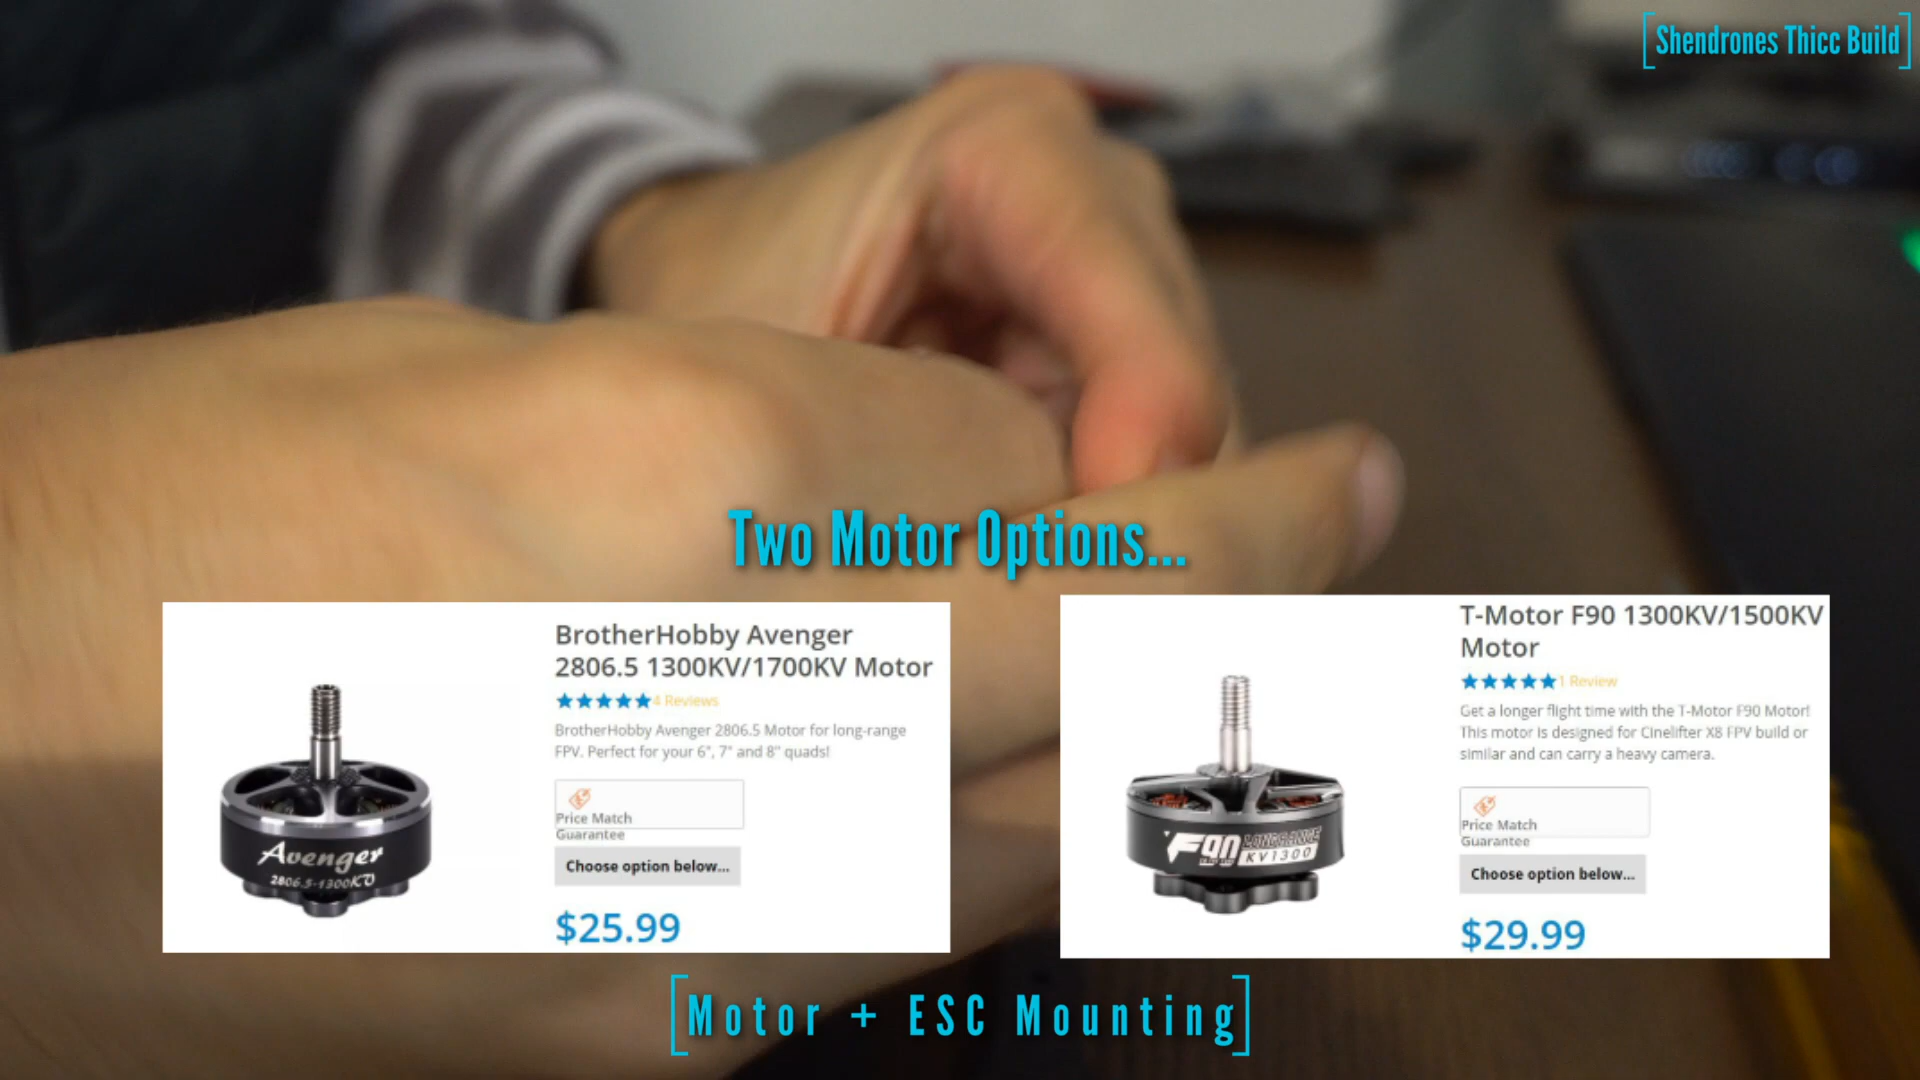 [Shendrones Thicc Build]
Two Motor Options...
BrotherHobby Avenger
2806.5 1300KV/1700KV Motor
4 Reviews
BrotherHobby Avenger 2806.5 Motor for long-range
FPV. Perfect for your 6", 7" and 8" quads!
Price Match
Guarantee
Choose option below...
$25.99
Avenger
2806.5-1300KV
T-Motor F90 1300KV/1500KV
Motor
1 Review
Get a longer flight time with the T-Motor F90 Motor!
This motor is designed for Cinelifter X8 FPV build or
similar and can carry a heavy camera.
Price Match
Guarantee
Choose option below...
$29.99
F90 LONG RANGE
KV1300
[Motor + ESC Mounting]